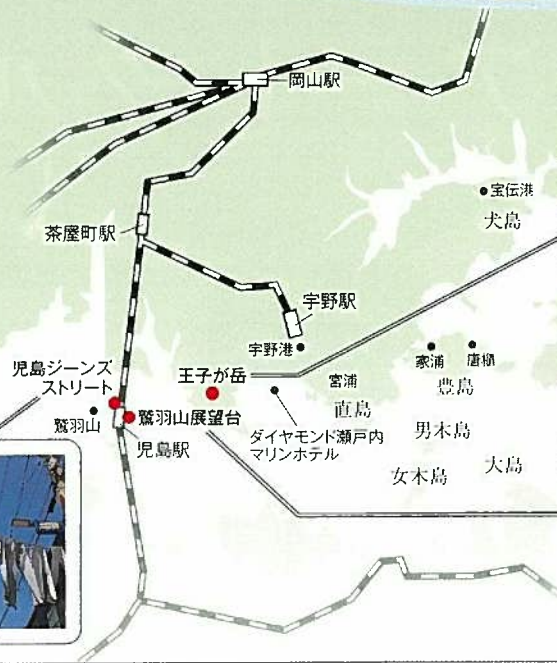 岡山駅
宝伝港
犬島
茶屋町駅
宇野駅
宇野港
児島ジーンズ
ストリート
王子が岳
宮浦
家浦
唐櫃
豊島
鷲羽山
鷲羽山展望台
直島
児島駅
ダイヤモンド瀬戸内
マリンホテル
男木島
女木島
大島